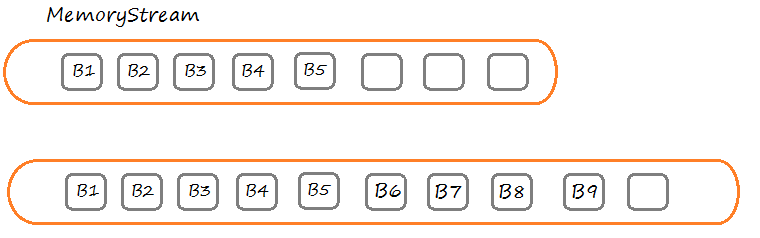 MemoryStream
B1 B2 B3 B4 B5
B1 B2 B3 B4 B5 B6 B7 B8 B9